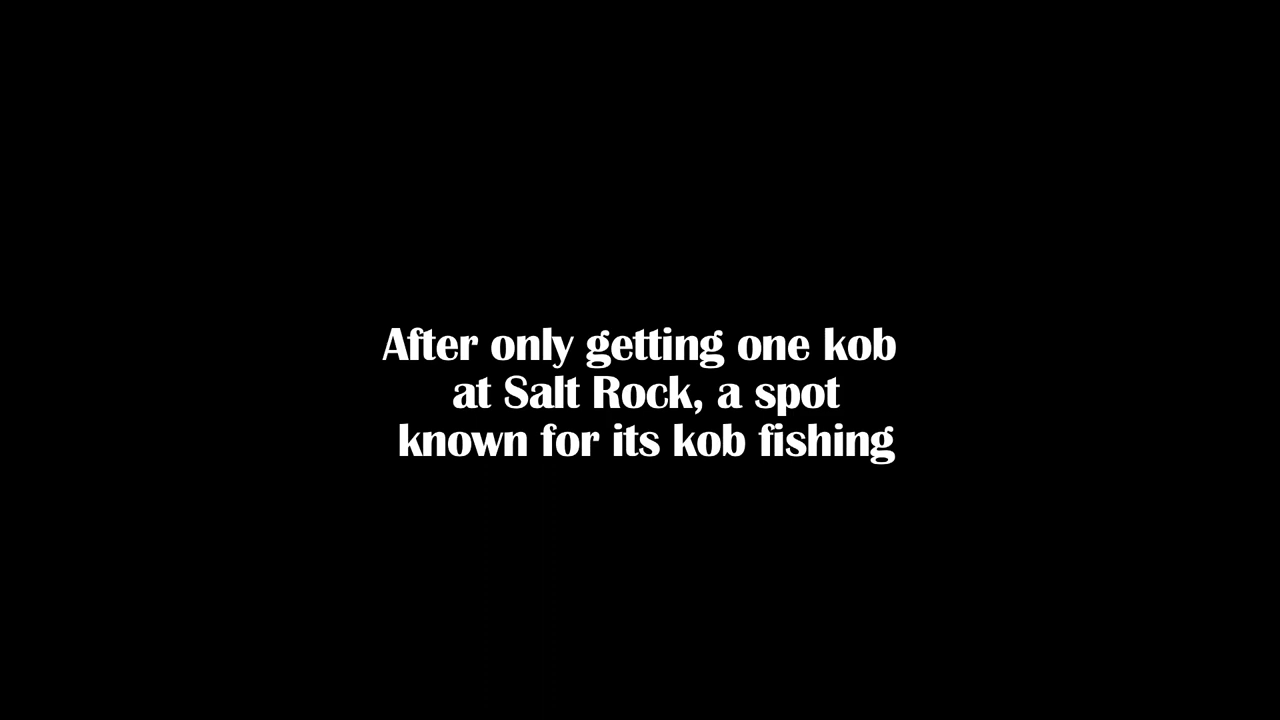 After only getting one kob
at Salt Rock, a spot
known for its kob fishing